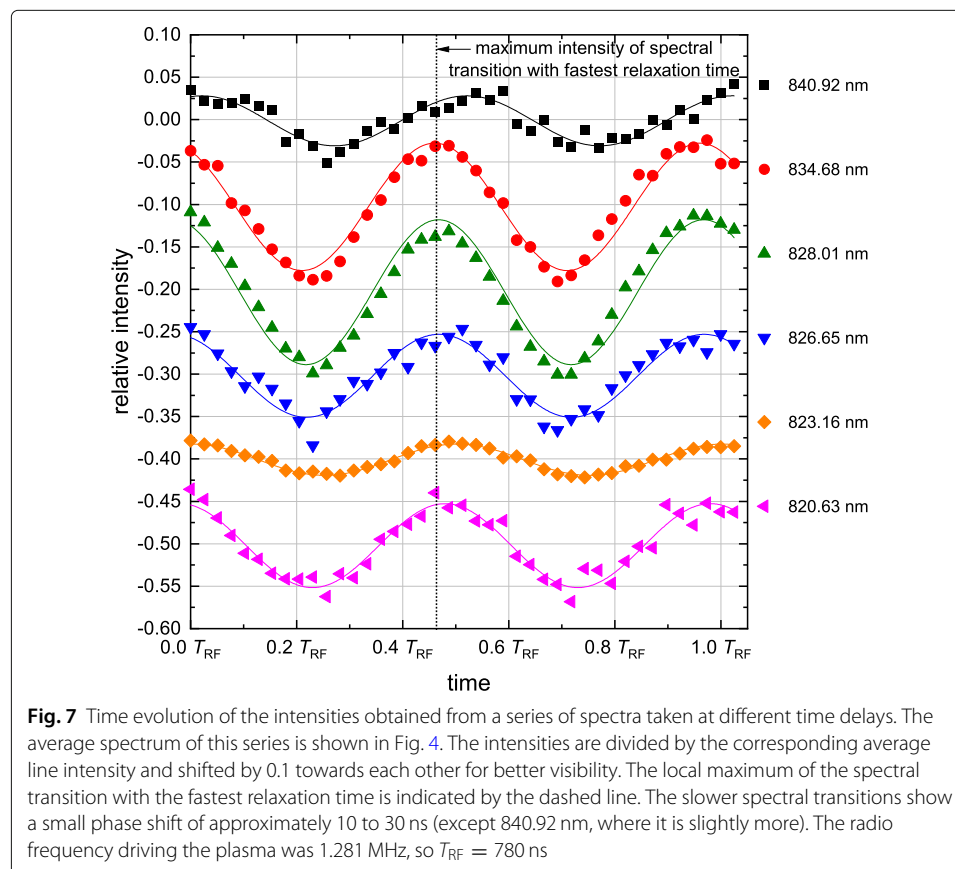 0.10
maximum intensity of spectral
transition with fastest relaxation time
0.05
840.92 nm
0.00
-0.05
834.68 nm
-0.10
-0.15
828.01 nm
-0.20
relative intensity
-0.25
826.65 nm
-0.30
-0.35
823.16 nm
-0.40
-0.45
820.63 nm
-0.50
-0.55
-0.60
0.0 T_RF 0.2 T_RF 0.4 T_RF 0.6 T_RF 0.8 T_RF 1.0 T_RF
time
Fig. 7 Time evolution of the intensities obtained from a series of spectra taken at different time delays. The
average spectrum of this series is shown in Fig. 4. The intensities are divided by the corresponding average
line intensity and shifted by 0.1 towards each other for better visibility. The local maximum of the spectral
transition with the fastest relaxation time is indicated by the dashed line. The slower spectral transitions show
a small phase shift of approximately 10 to 30 ns (except 840.92 nm, where it is slightly more). The radio
frequency driving the plasma was 1.281 MHz, so T_RF = 780 ns